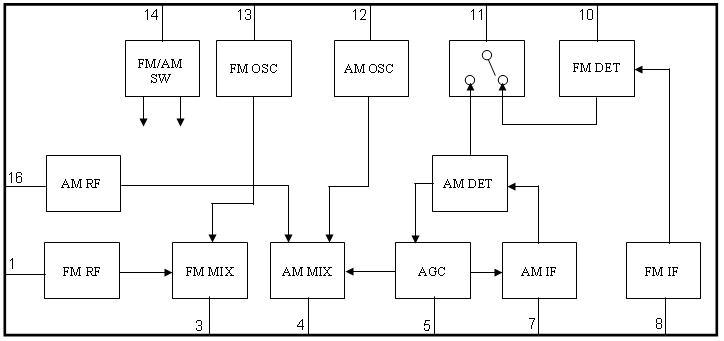 14
13
12
11
10
FM/AM
SW
FM OSC
AM OSC
FM DET
16
AM RF
AM DET
1
FM RF
FM MIX
AM MIX
AGC
AM IF
FM IF
3
4
5
7
8